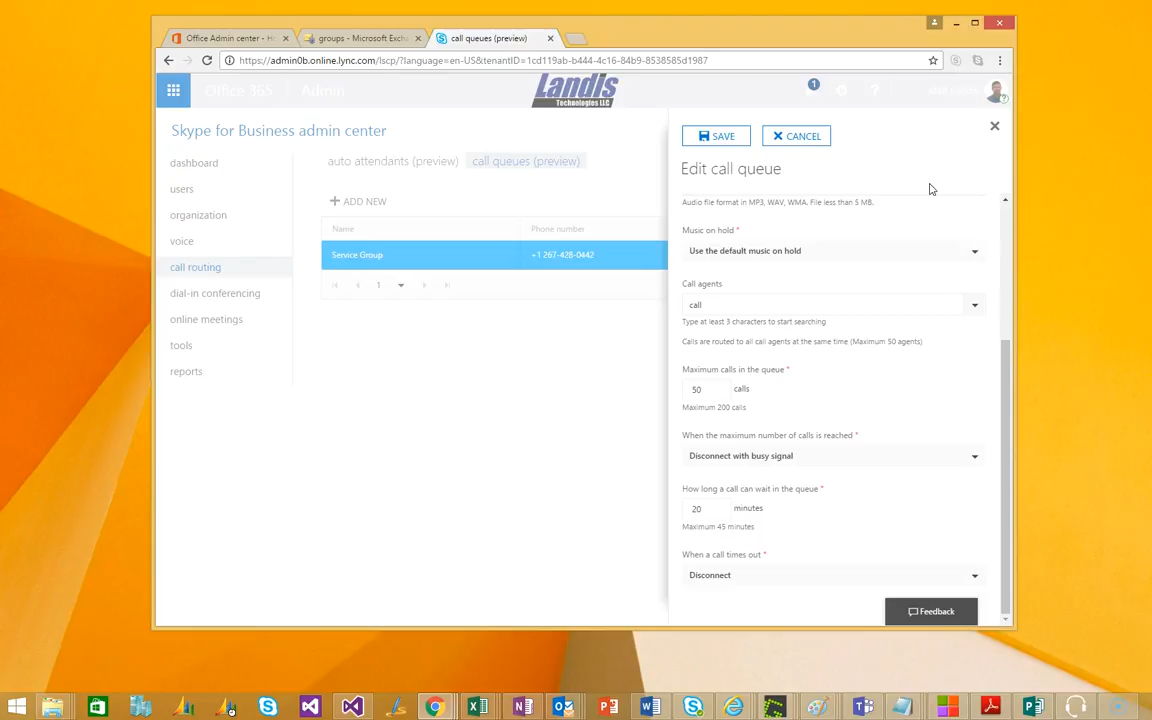 Office Admin center - H
groups - Microsoft Excha
call queues (preview)
https://admin0b.online.lync.com/lscp/?language=en-US&tenantID=1cd119ab-b444-4c16-84b9-8538585d1987
Office 365
Admin
Landis
Technologies LLC
1
?
Skype for Business admin center
dashboard
users
organization
voice
call routing
dial-in conferencing
online meetings
tools
reports
auto attendants (preview)
call queues (preview)
ADD NEW
Name
Phone number
Service Group
+1 267-428-0442
1
SAVE
CANCEL
Edit call queue
Audio file format in MP3, WAV, WMA. File less than 5 MB.
Music on hold *
Use the default music on hold
Call agents
call
Type at least 3 characters to start searching
Calls are routed to all call agents at the same time (Maximum 50 agents)
Maximum calls in the queue *
50 calls
Maximum 200 calls
When the maximum number of calls is reached *
Disconnect with busy signal
How long a call can wait in the queue *
20 minutes
Maximum 45 minutes
When a call times out *
Disconnect
Feedback